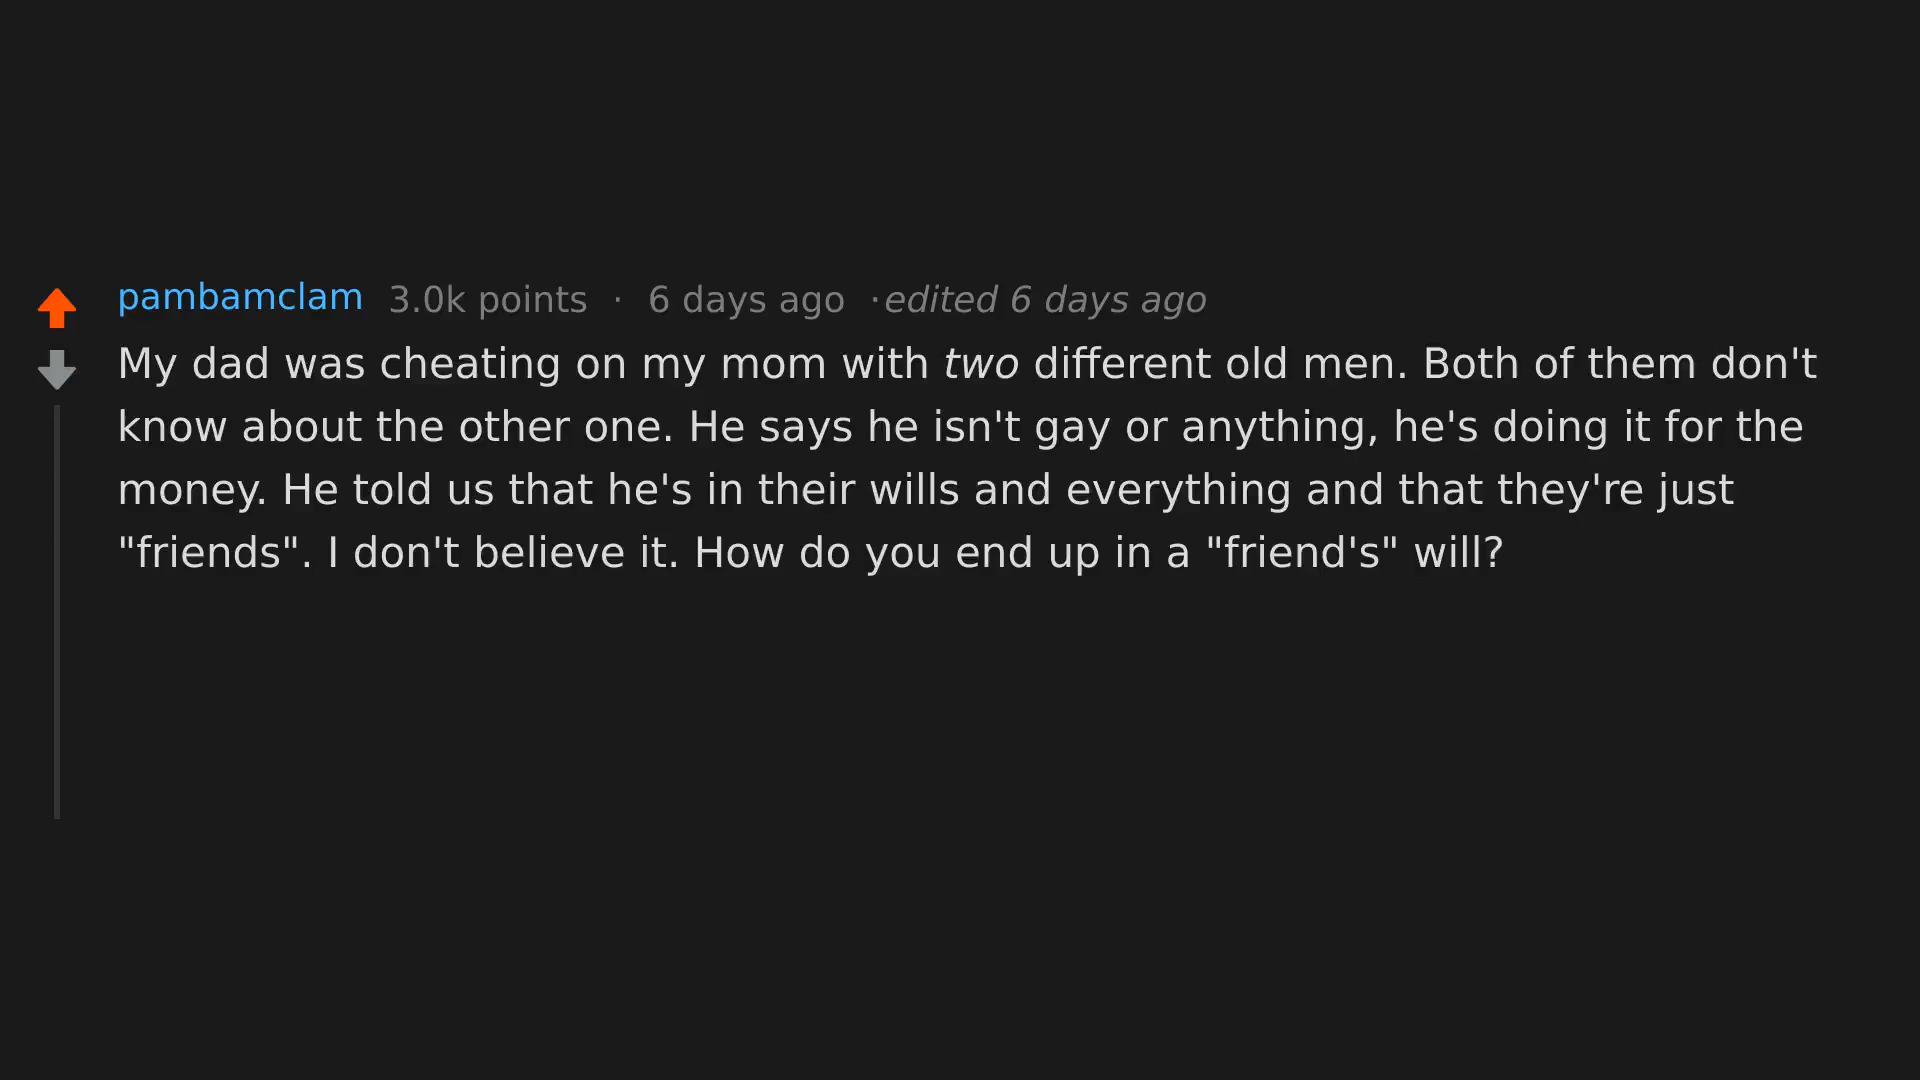 pambamclam 3.0k points · 6 days ago ·edited 6 days ago
My dad was cheating on my mom with two different old men. Both of them don't
know about the other one. He says he isn't gay or anything, he's doing it for the
money. He told us that he's in their wills and everything and that they're just
"friends". I don't believe it. How do you end up in a "friend's" will?